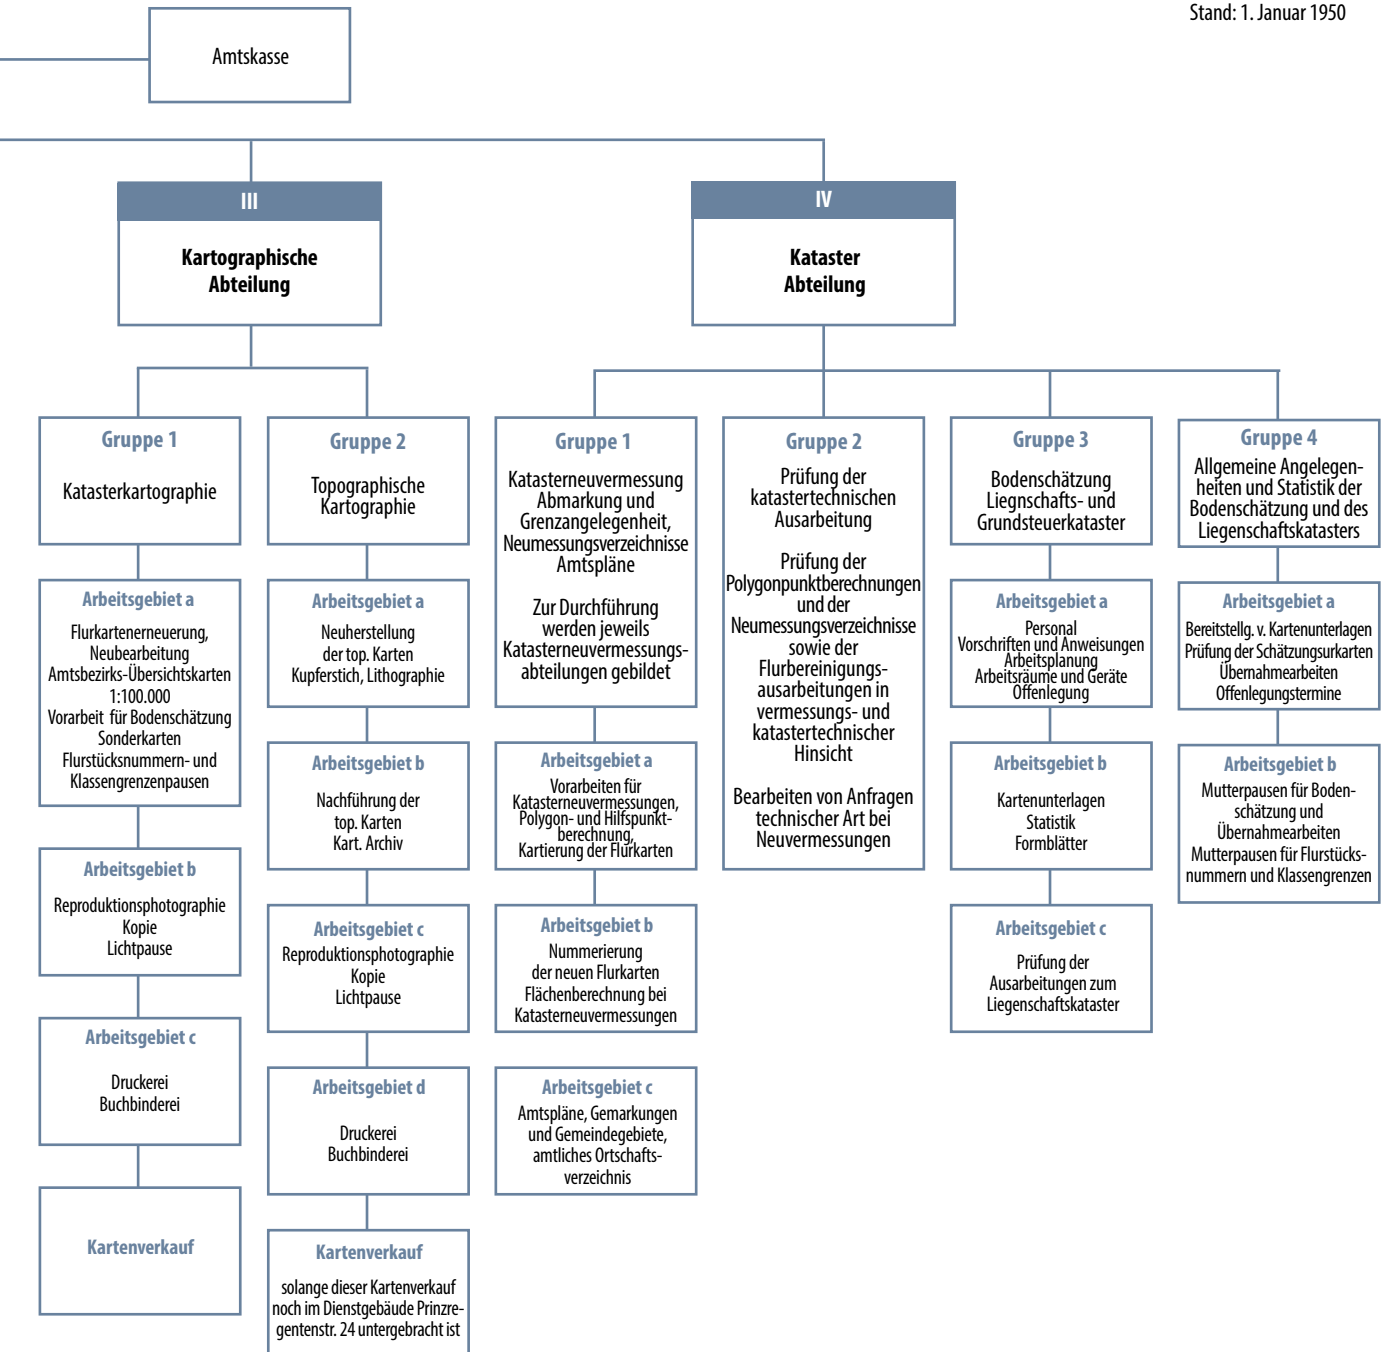 Stand: 1. Januar 1950
Amtskasse
III
Kartographische
Abteilung
IV
Kataster
Abteilung
Gruppe 1
Katasterkartographie
Arbeitsgebiet a
Flurkartenerneuerung,
Neubearbeitung
Amtsbezirks-Übersichtskarten
1:100.000
Vorarbeit für Bodenschätzung
Sonderkarten
Flurstücksnummern- und
Klassengrenzenpausen
Arbeitsgebiet b
Reproduktionsphotographie
Kopie
Lichtpause
Arbeitsgebiet c
Druckerei
Buchbinderei
Kartenverkauf
Gruppe 2
Topographische
Kartographie
Arbeitsgebiet a
Neuherstellung
der top. Karten
Kupferstich, Lithographie
Arbeitsgebiet b
Nachführung der
top. Karten
Kart. Archiv
Arbeitsgebiet c
Reproduktionsphotographie
Kopie
Lichtpause
Arbeitsgebiet d
Druckerei
Buchbinderei
Kartenverkauf
solange dieser Kartenverkauf
noch im Dienstgebäude Prinzre-
gentenstr. 24 untergebracht ist
Gruppe 1
Katasterneuvermessung
Abmarkung und
Grenzangelegenheit,
Neumessungsverzeichnisse
Amtspläne
Zur Durchführung
werden jeweils
Katasterneuvermessungs-
abteilungen gebildet
Arbeitsgebiet a
Vorarbeiten für
Katasterneuvermessungen,
Polygon- und Hilfspunkt-
berechnung,
Kartierung der Flurkarten
Arbeitsgebiet b
Nummerierung
der neuen Flurkarten
Flächenberechnung bei
Katasterneuvermessungen
Arbeitsgebiet c
Amtspläne, Gemarkungen
und Gemeindegebiete,
amtliches Ortschafts-
verzeichnis
Gruppe 2
Prüfung der
katastertechnischen
Ausarbeitung
Prüfung der
Polygonpunktberechnungen
und der
Neumessungsverzeichnisse
sowie der
Flurbereinigungs-
ausarbeitungen in
vermessungs- und
katastertechnischer
Hinsicht
Bearbeiten von Anfragen
technischer Art bei
Neuvermessungen
Gruppe 3
Bodenschätzung
Liegnschafts- und
Grundsteuerkataster
Arbeitsgebiet a
Personal
Vorschriften und Anweisungen
Arbeitsplanung
Arbeitsräume und Geräte
Offenlegung
Arbeitsgebiet b
Kartenunterlagen
Statistik
Formblätter
Arbeitsgebiet c
Prüfung der
Ausarbeitungen zum
Liegenschaftskataster
Gruppe 4
Allgemeine Angelegen-
heiten und Statistik der
Bodenschätzung und des
Liegenschaftskatasters
Arbeitsgebiet a
Bereitstellg. v. Kartenunterlagen
Prüfung der Schätzungsurkarten
Übernahmearbeiten
Offenlegungstermine
Arbeitsgebiet b
Mutterpausen für Boden-
schätzung und
Übernahmearbeiten
Mutterpausen für Flurstücks-
nummern und Klassengrenzen